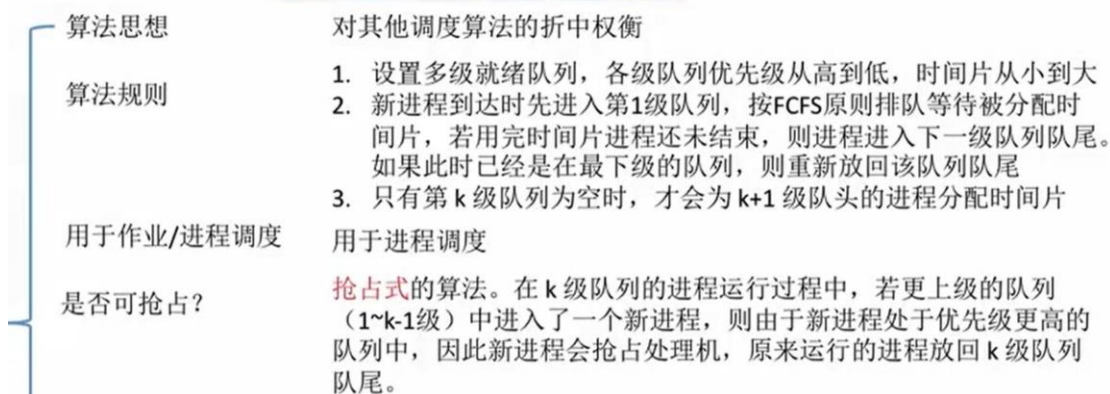 算法思想 对其他调度算法的折中权衡
算法规则
1. 设置多级就绪队列，各级队列优先级从高到低，时间片从小到大
2. 新进程到达时先进入第1级队列，按FCFS原则排队等待被分配时
间片，若用完时间片进程还未结束，则进程进入下一级队列队尾。
如果此时已经是在最下级的队列，则重新放回该队列队尾
3. 只有第 k 级队列为空时，才会为 k+1 级队头的进程分配时间片
用于作业/进程调度 用于进程调度
是否可抢占？
抢占式的算法。在 k 级队列的进程运行过程中，若更上级的队列
（1~k-1级）中进入了一个新进程，则由于新进程处于优先级更高的
队列中，因此新进程会抢占处理机，原来运行的进程放回 k 级队列
队尾。